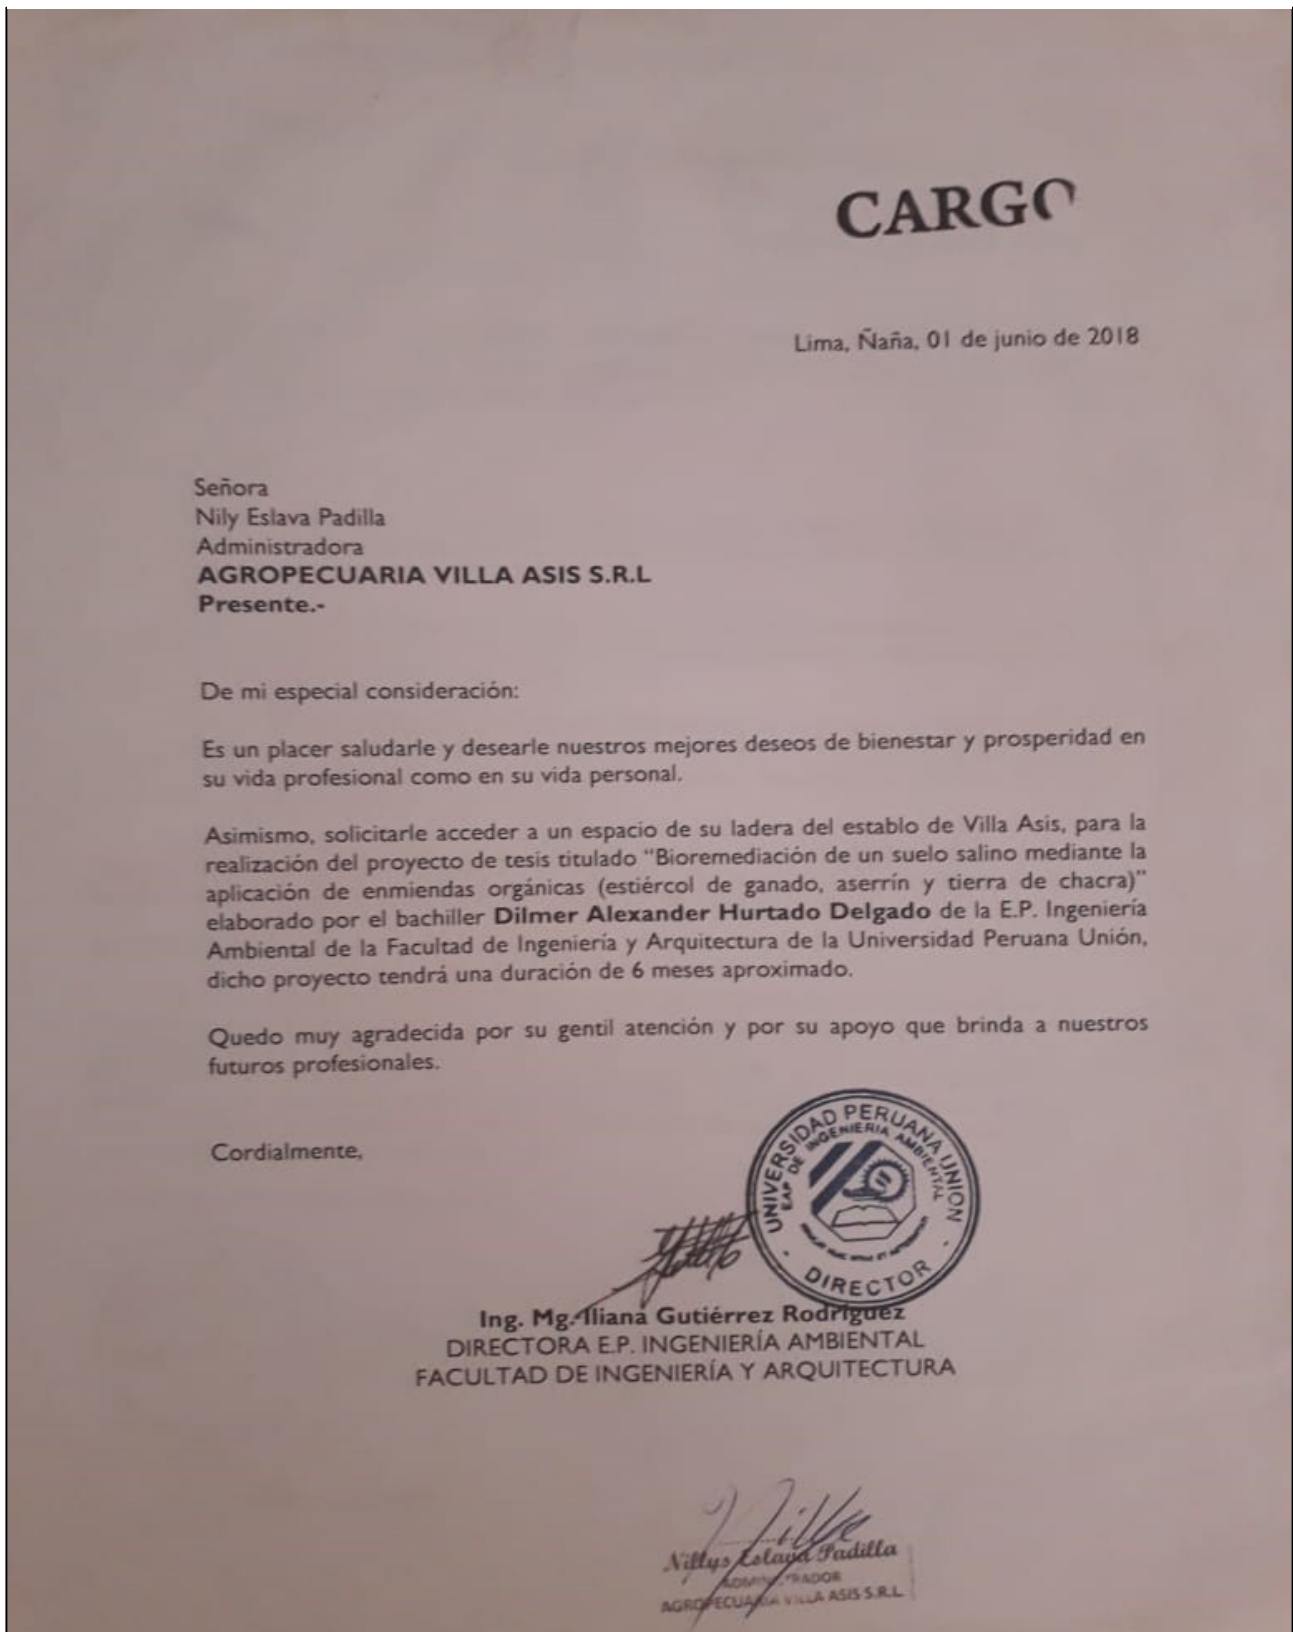 CARGO
Lima, Ñaña, 01 de junio de 2018
Señora
Nily Eslava Padilla
Administradora
AGROPECUARIA VILLA ASIS S.R.L
Presente.-
De mi especial consideración:
Es un placer saludarle y desearle nuestros mejores deseos de bienestar y prosperidad en
su vida profesional como en su vida personal.
Asimismo, solicitarle acceder a un espacio de su ladera del establo de Villa Asis, para la
realización del proyecto de tesis titulado “Bioremediación de un suelo salino mediante la
aplicación de enmiendas orgánicas (estiércol de ganado, aserrín y tierra de chacra)”
elaborado por el bachiller Dilmer Alexander Hurtado Delgado de la E.P. Ingeniería
Ambiental de la Facultad de Ingeniería y Arquitectura de la Universidad Peruana Unión,
dicho proyecto tendrá una duración de 6 meses aproximado.
Quedo muy agradecida por su gentil atención y por su apoyo que brinda a nuestros
futuros profesionales.
Cordialmente,
UNIVERSIDAD PERUANA UNION
EAP DE INGENIERIA AMBIENTAL
DIRECTOR
Ing. Mg. Iliana Gutiérrez Rodríguez
DIRECTORA E.P. INGENIERÍA AMBIENTAL
FACULTAD DE INGENIERÍA Y ARQUITECTURA
Nillys Eslava Padilla
ADMINISTRADOR
AGROPECUARIA VILLA ASIS S.R.L.